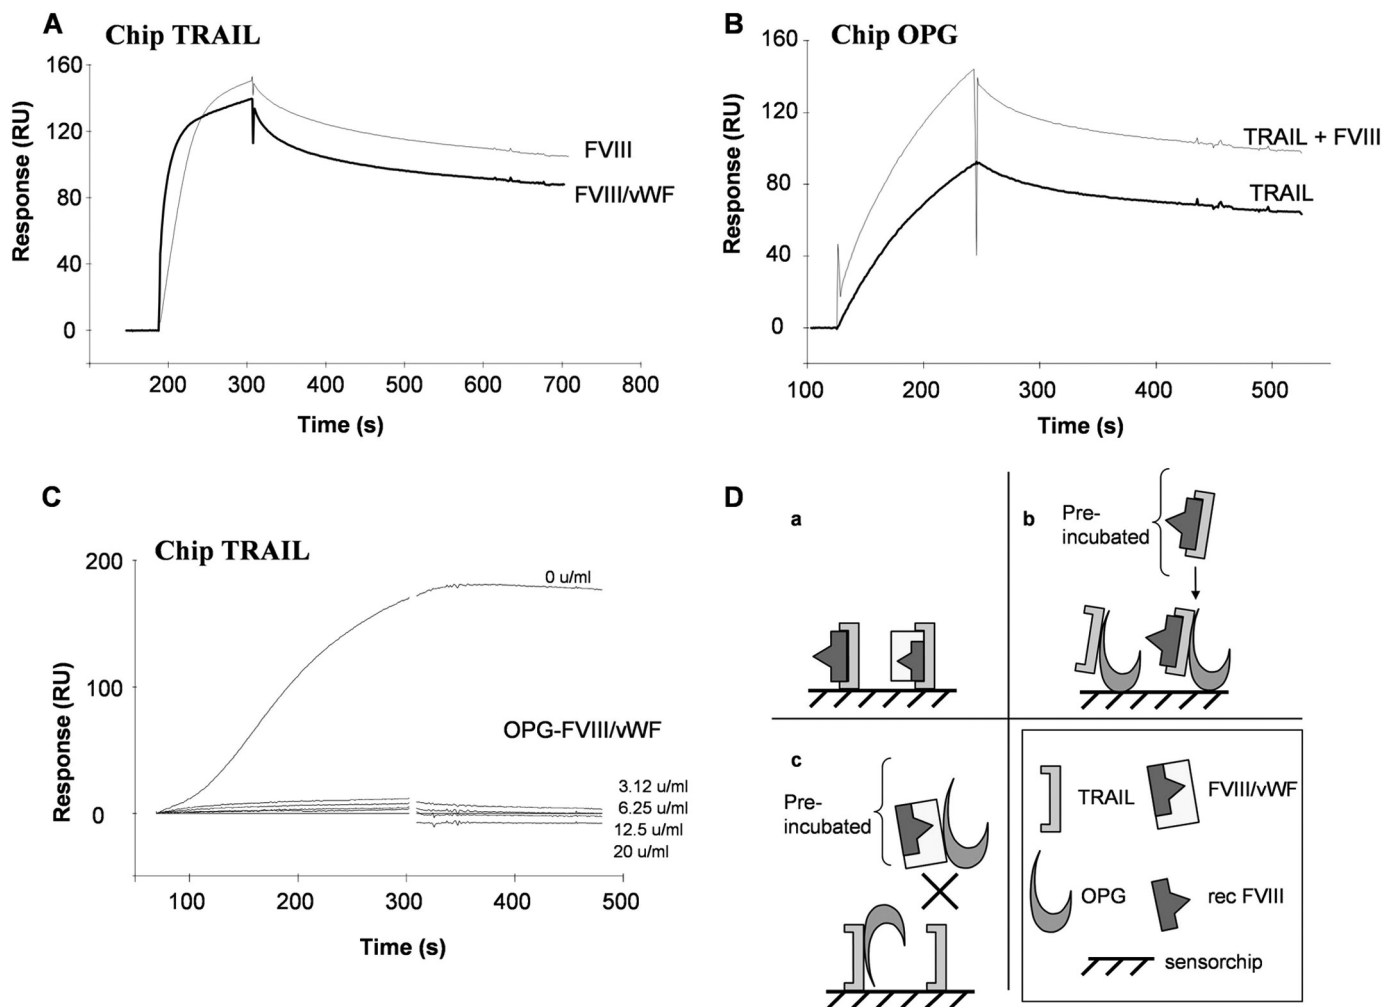 A
Chip TRAIL
160
120
80
40
0
Response (RU)
FVIII
FVIII/vWF
200 300 400 500 600 700 800
Time (s)
B
Chip OPG
160
120
80
40
0
Response (RU)
TRAIL + FVIII
TRAIL
100 200 300 400 500
Time (s)
C
Chip TRAIL
200
100
0
Response (RU)
0 u/ml
OPG-FVIII/vWF
3.12 u/ml
6.25 u/ml
12.5 u/ml
20 u/ml
100 200 300 400 500
Time (s)
D
a
b
Pre-
incubated
c
Pre-
incubated
TRAIL
FVIII/vWF
OPG
rec FVIII
sensorchip